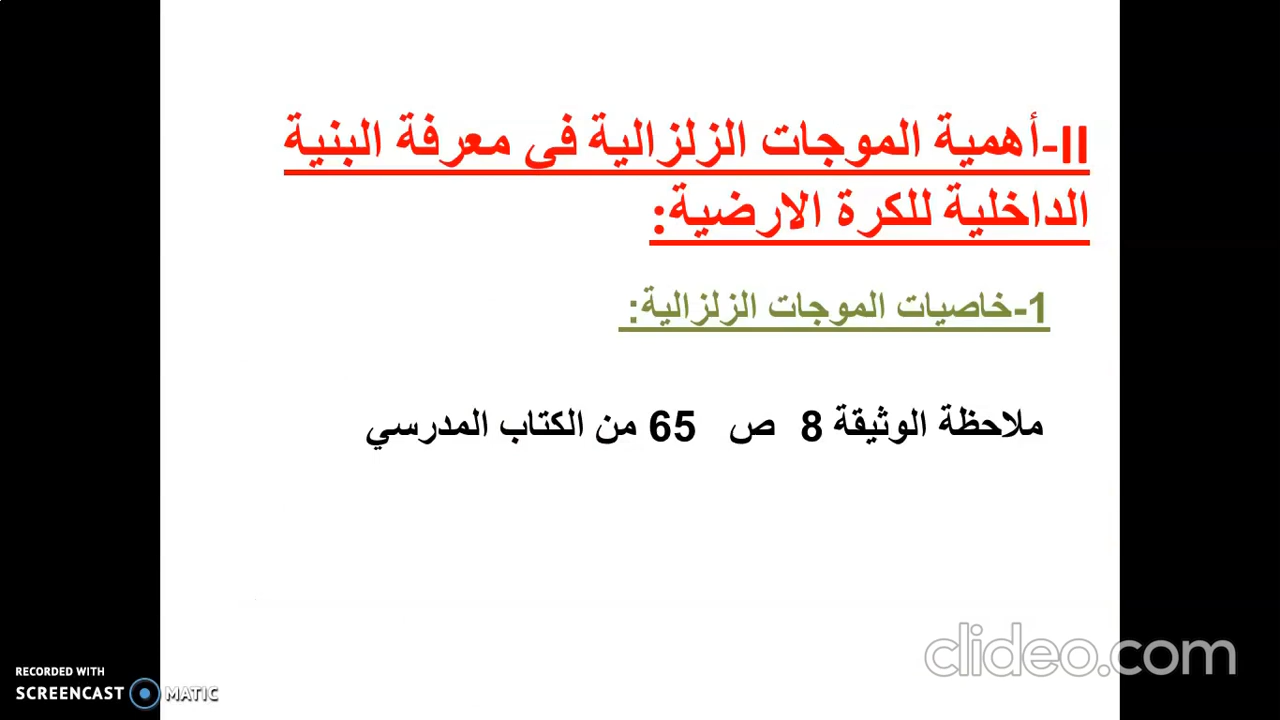 II-أهمية الموجات الزلزالية في معرفة البنية
الداخلية للكرة الارضية:
1-خاصيات الموجات الزلزالية:
ملاحظة الوثيقة 8 ص 65 من الكتاب المدرسي
clideo.com
RECORDED WITH
SCREENCAST MATIC